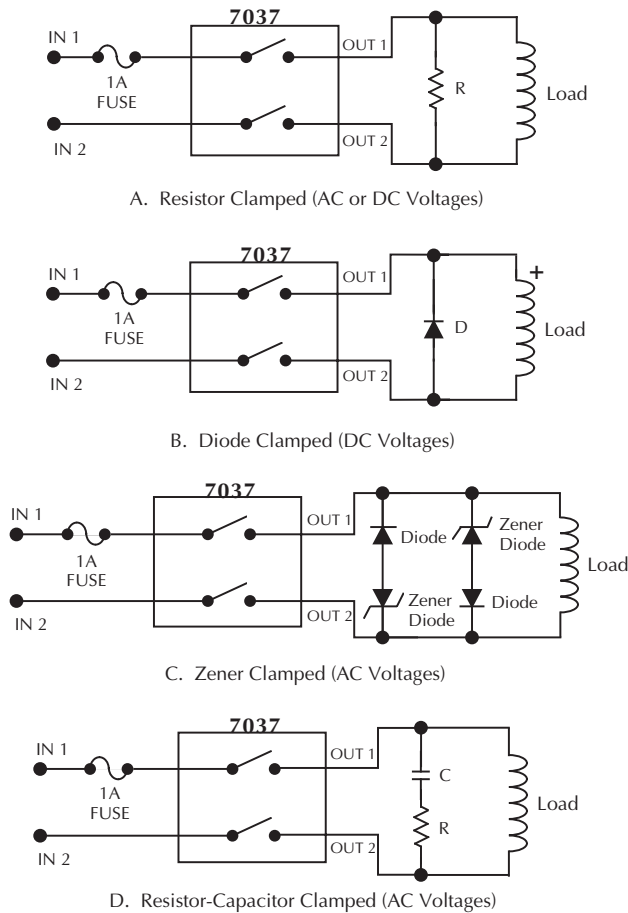 7037
IN 1
OUT 1
1A
FUSE
R
Load
IN 2
OUT 2
A. Resistor Clamped (AC or DC Voltages)
7037
IN 1
OUT 1
+
1A
FUSE
D
Load
IN 2
OUT 2
B. Diode Clamped (DC Voltages)
7037
IN 1
OUT 1
Zener
Diode
Diode
1A
FUSE
Load
Zener
Diode
Diode
IN 2
OUT 2
C. Zener Clamped (AC Voltages)
7037
IN 1
OUT 1
C
1A
FUSE
Load
R
IN 2
OUT 2
D. Resistor-Capacitor Clamped (AC Voltages)